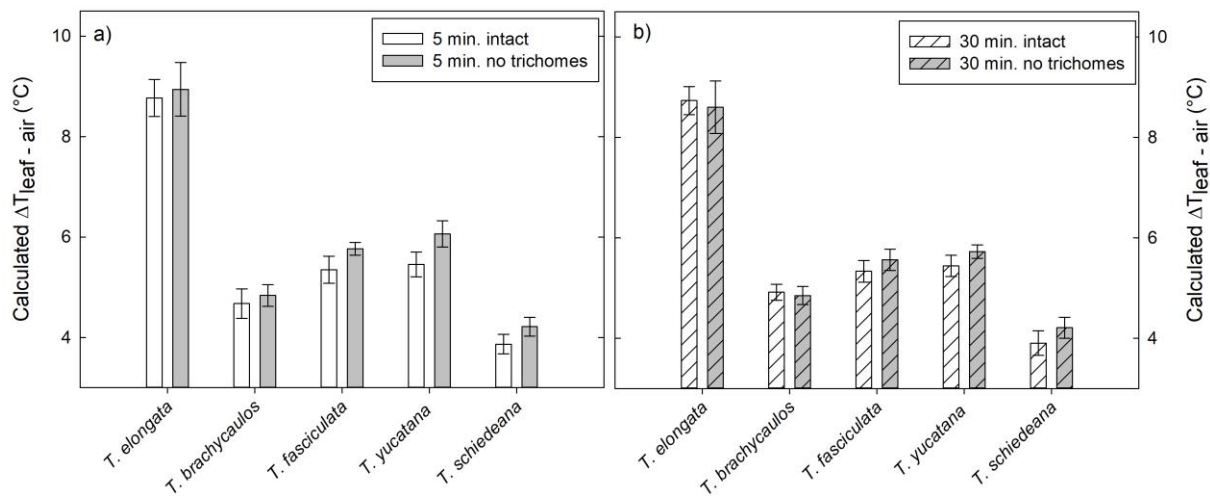 a)
5 min. intact
5 min. no trichomes
10
8
6
4
Calculated ΔTleaf - air (°C)
T. elongata
T. brachycaulos
T. fasciculata
T. yucatana
T. schiedeana
b)
30 min. intact
30 min. no trichomes
10
8
6
4
Calculated ΔTleaf - air (°C)
T. elongata
T. brachycaulos
T. fasciculata
T. yucatana
T. schiedeana